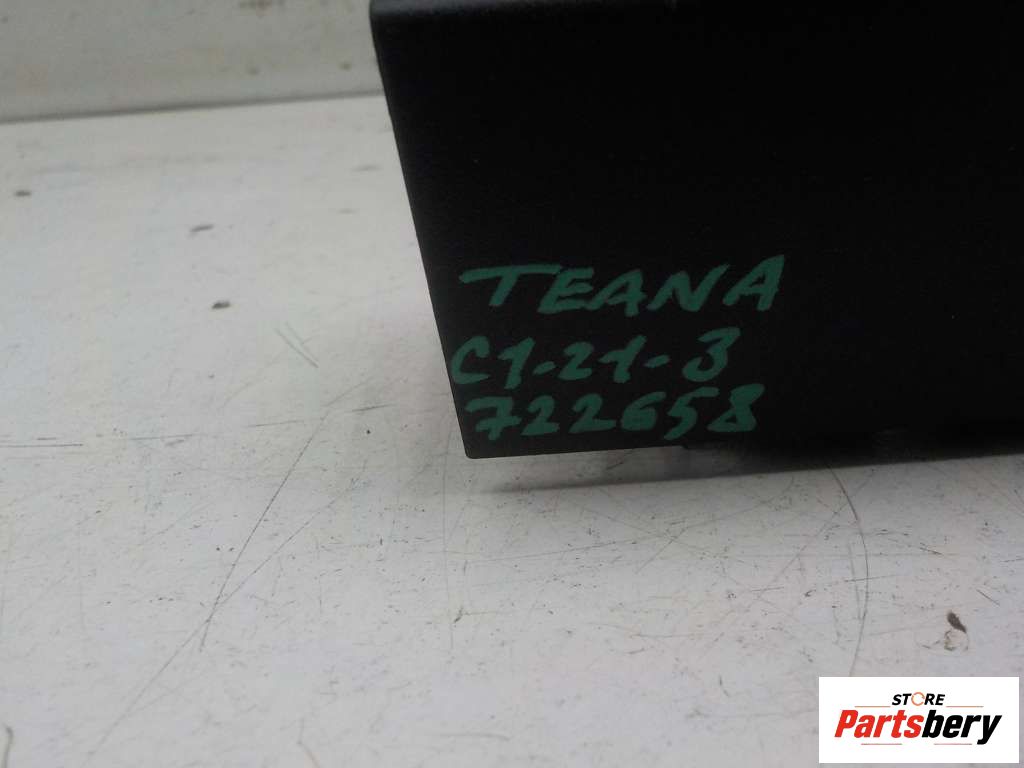 TEANA
C1-21-3
722658
STORE
Partsbery